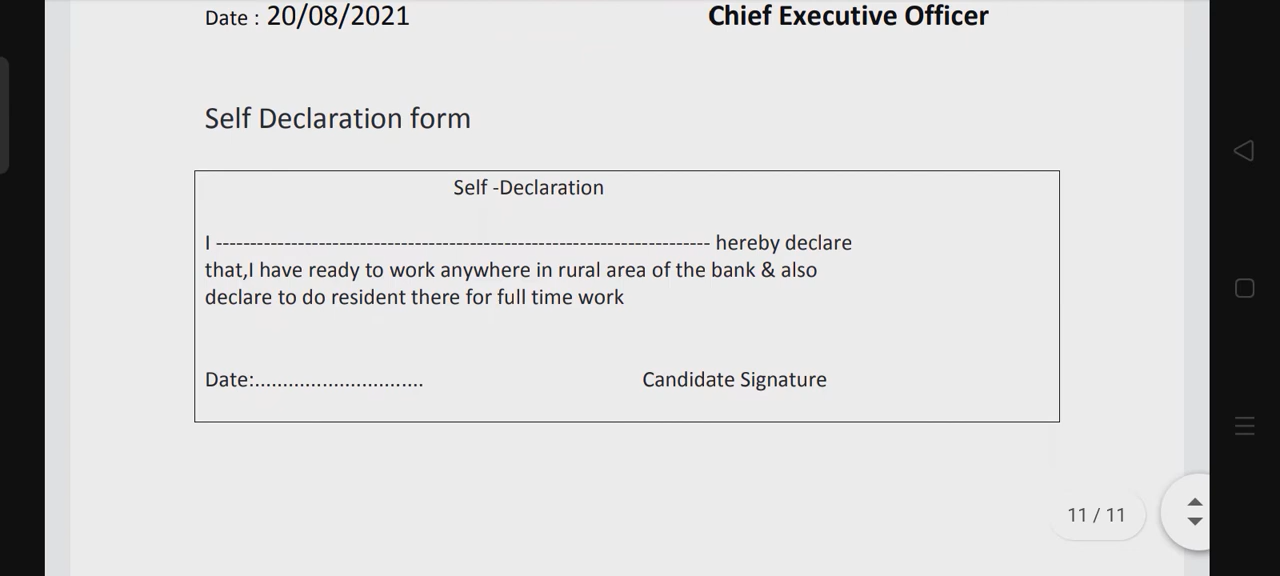 Date : 20/08/2021 Chief Executive Officer
Self Declaration form
Self -Declaration
I ------------------------------------------------------------------------- hereby declare
that,I have ready to work anywhere in rural area of the bank & also
declare to do resident there for full time work
Date:.............................. Candidate Signature
11 / 11